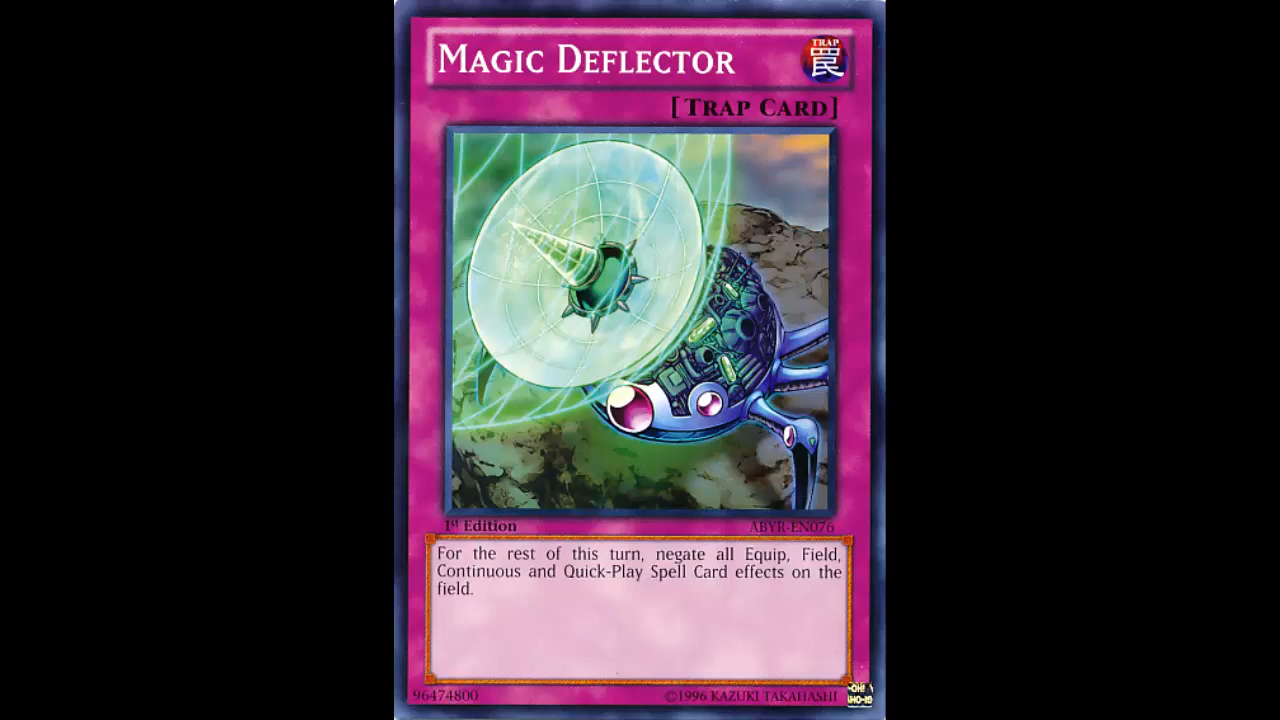 MAGIC DEFLECTOR
TRAP
罠
[TRAP CARD]
1st Edition
ABYR-EN076
For the rest of this turn, negate all Equip, Field,
Continuous and Quick-Play Spell Card effects on the
field.
96474800
©1996 KAZUKI TAKAHASHI